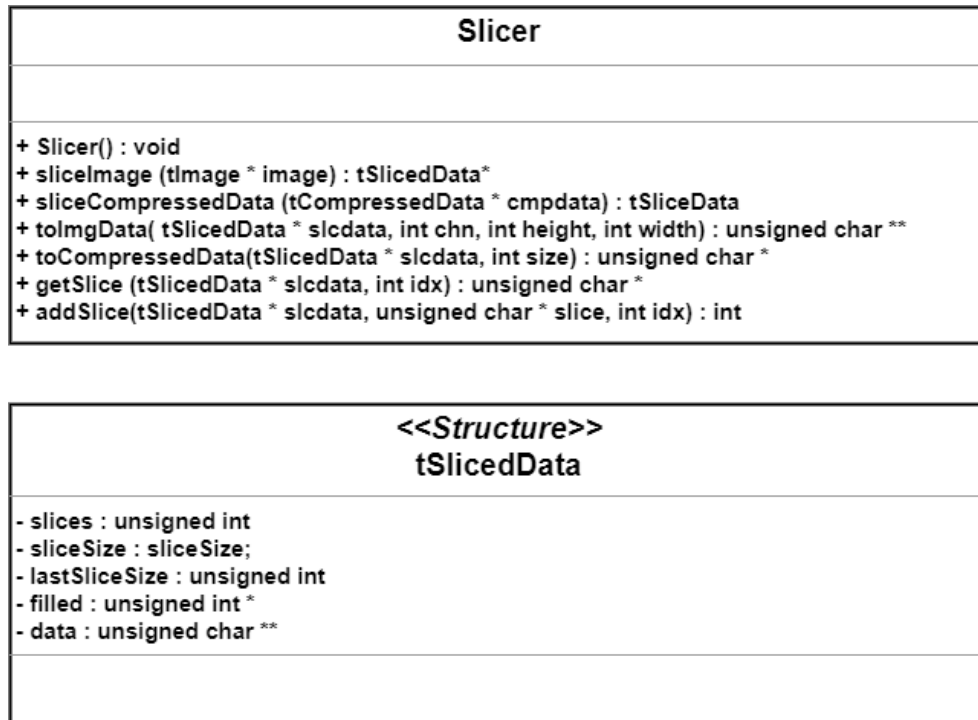 Slicer
+ Slicer() : void
+ sliceImage (tImage * image) : tSlicedData*
+ sliceCompressedData (tCompressedData * cmpdata) : tSliceData
+ toImgData( tSlicedData * slcdata, int chn, int height, int width) : unsigned char **
+ toCompressedData(tSlicedData * slcdata, int size) : unsigned char *
+ getSlice (tSlicedData * slcdata, int idx) : unsigned char *
+ addSlice(tSlicedData * slcdata, unsigned char * slice, int idx) : int
<<Structure>>
tSlicedData
- slices : unsigned int
- sliceSize : sliceSize;
- lastSliceSize : unsigned int
- filled : unsigned int *
- data : unsigned char **